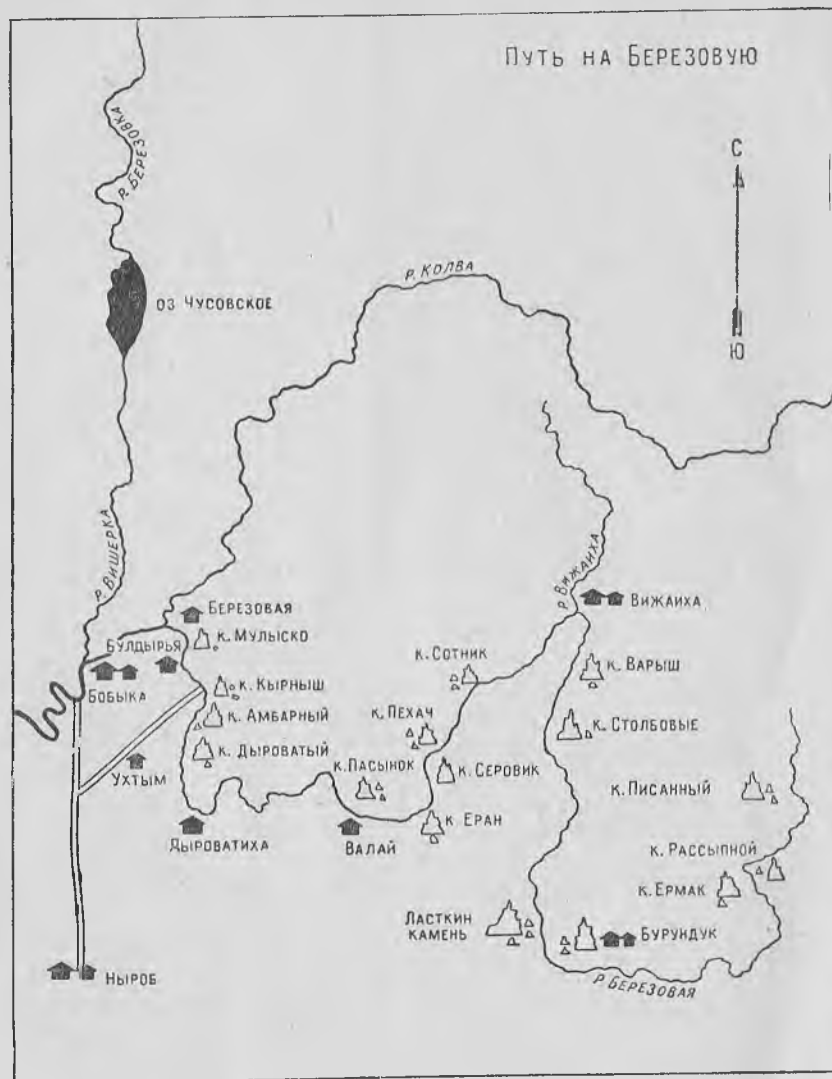 Путь на Березовую
С
Ю
р. Березовка
оз Чусовское
р. Колва
р. Вишерка
р. Вижаиха
Березовая
Булдырья
к. Мулыско
Бобыка
к. Кырныш
к. Амбарный
к. Дыроватый
Ухтым
Дыроватиха
к. Пасынок
Валай
к. Пехач
к. Сотник
к. Серовик
к. Еран
Вижаиха
к. Варыш
к. Столбовые
к. Писанный
к. Рассыпной
к. Ермак
Ласткин
камень
Бурундук
р. Березовая
Ныроб